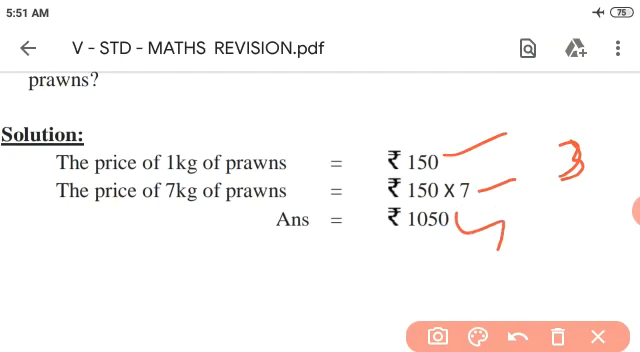 5:51 AM 75
V - STD - MATHS REVISION.pdf
prawns?
Solution:
The price of 1kg of prawns = ₹ 150
The price of 7kg of prawns = ₹ 150 x 7
Ans = ₹ 1050
3